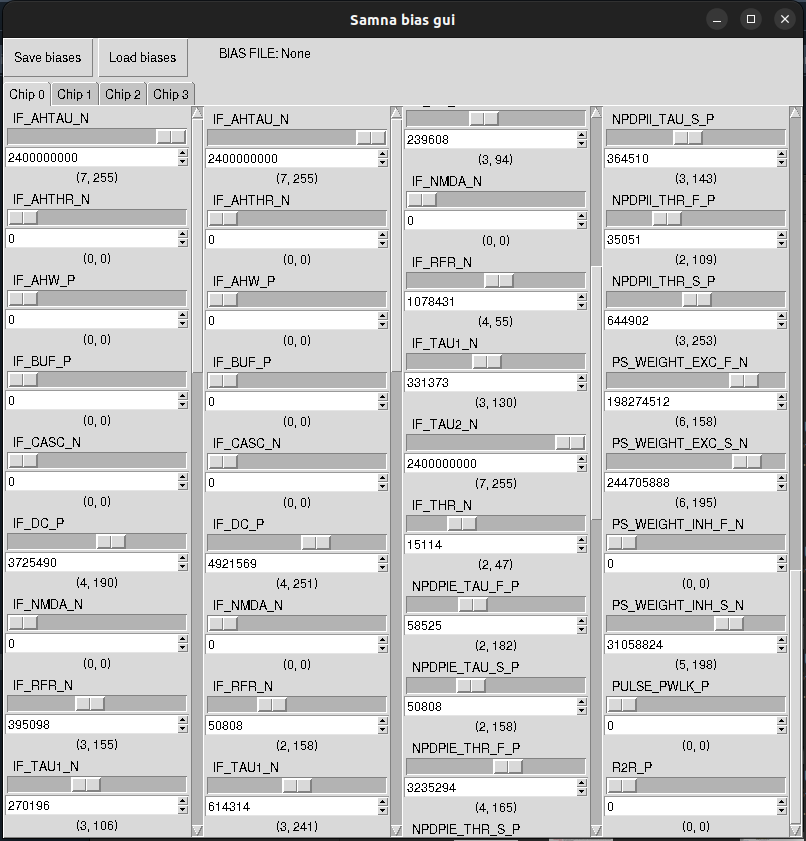 Samna bias gui
Save biases
Load biases
BIAS FILE: None
Chip 0
Chip 1
Chip 2
Chip 3
IF_AHTAU_N
2400000000
(7, 255)
IF_AHTHR_N
0
(0, 0)
IF_AHW_P
0
(0, 0)
IF_BUF_P
0
(0, 0)
IF_CASC_N
0
(0, 0)
IF_DC_P
3725490
(4, 190)
IF_NMDA_N
0
(0, 0)
IF_RFR_N
395098
(3, 155)
IF_TAU1_N
270196
(3, 106)
IF_AHTAU_N
2400000000
(7, 255)
IF_AHTHR_N
0
(0, 0)
IF_AHW_P
0
(0, 0)
IF_BUF_P
0
(0, 0)
IF_CASC_N
0
(0, 0)
IF_DC_P
4921569
(4, 251)
IF_NMDA_N
0
(0, 0)
IF_RFR_N
50808
(2, 158)
IF_TAU1_N
614314
(3, 241)
239608
(3, 94)
IF_NMDA_N
0
(0, 0)
IF_RFR_N
1078431
(4, 55)
IF_TAU1_N
331373
(3, 130)
IF_TAU2_N
2400000000
(7, 255)
IF_THR_N
15114
(2, 47)
NPDPIE_TAU_F_P
58525
(2, 182)
NPDPIE_TAU_S_P
50808
(2, 158)
NPDPIE_THR_F_P
3235294
(4, 165)
NPDPIE_THR_S_P
NPDPII_TAU_S_P
364510
(3, 143)
NPDPII_THR_F_P
35051
(2, 109)
NPDPII_THR_S_P
644902
(3, 253)
PS_WEIGHT_EXC_F_N
198274512
(6, 158)
PS_WEIGHT_EXC_S_N
244705888
(6, 195)
PS_WEIGHT_INH_F_N
0
(0, 0)
PS_WEIGHT_INH_S_N
31058824
(5, 198)
PULSE_PWLK_P
0
(0, 0)
R2R_P
0
(0, 0)